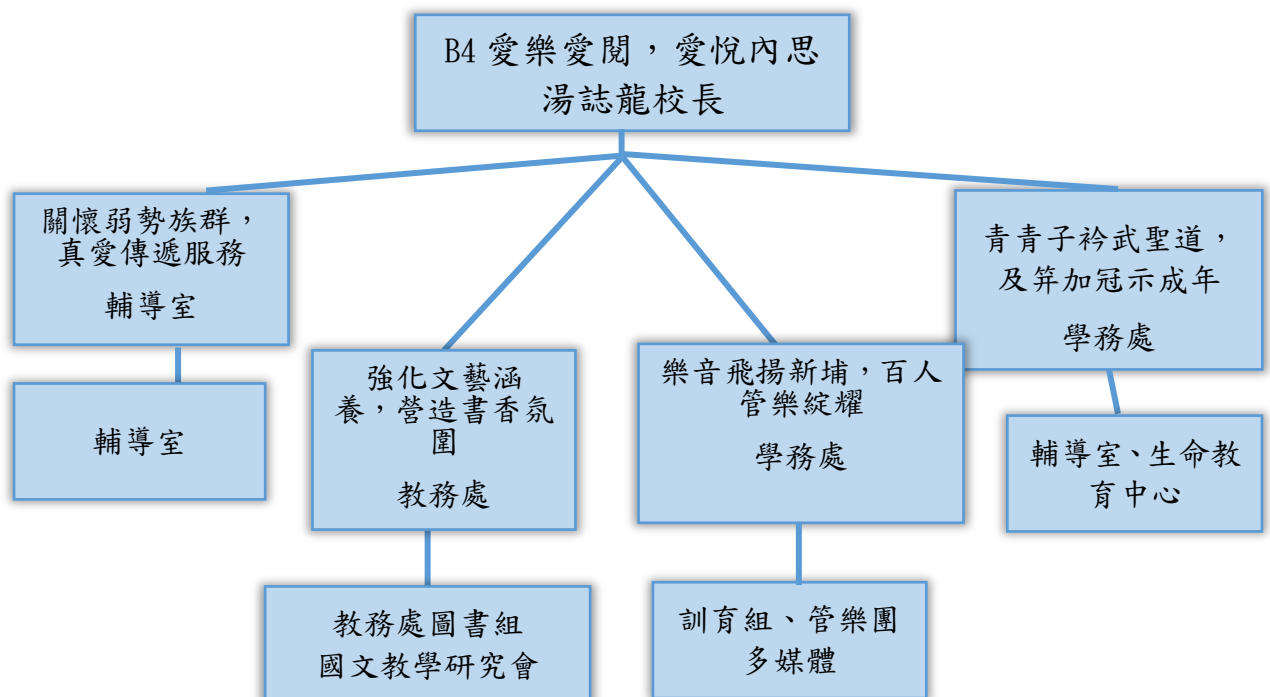 B4 愛樂愛閱，愛悅內思
湯誌龍校長
關懷弱勢族群，
真愛傳遞服務
輔導室
輔導室
強化文藝涵
養，營造書香氛
圍
教務處
教務處圖書組
國文教學研究會
樂音飛揚新埔，百人
管樂綻耀
學務處
訓育組、管樂團
多媒體
青青子衿武聖道，
及笄加冠示成年
學務處
輔導室、生命教
育中心